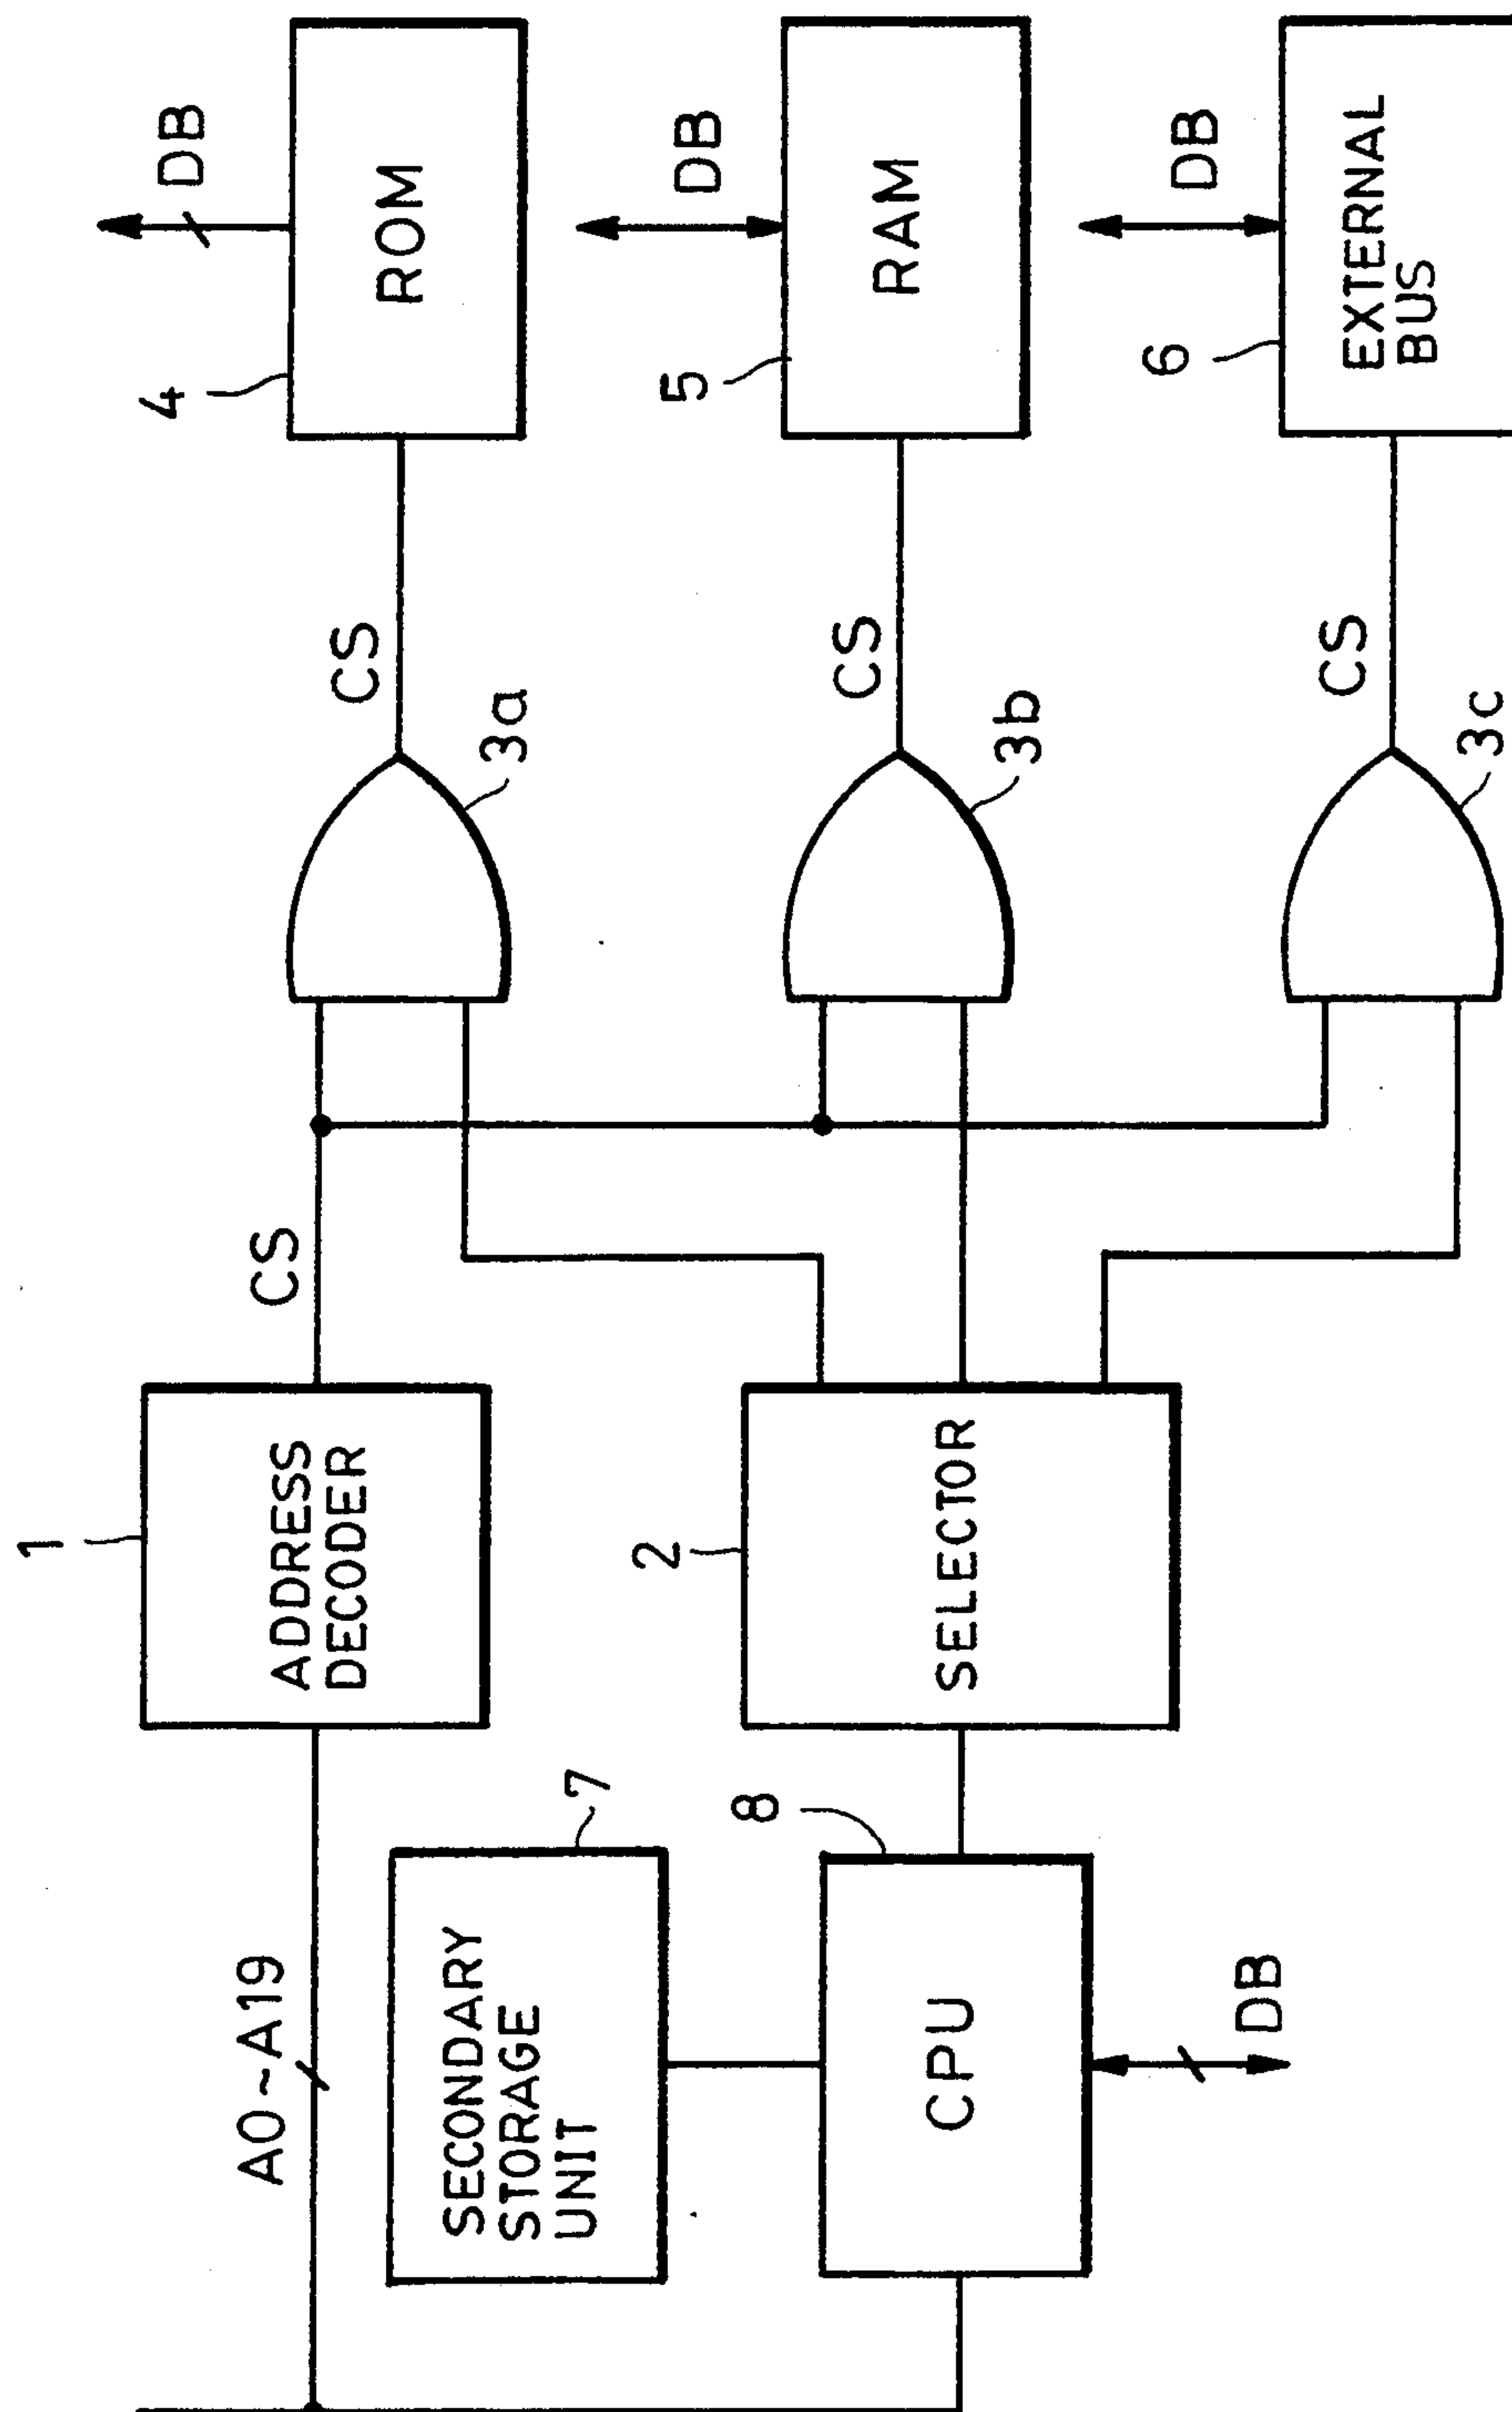 A0~A19
1
ADDRESS
DECODER
CS
3a
CS
4
ROM
DB
7
SECONDARY
STORAGE
UNIT
8
CPU
DB
2
SELECTOR
3b
CS
5
RAM
DB
3c
CS
6
EXTERNAL
BUS
DB